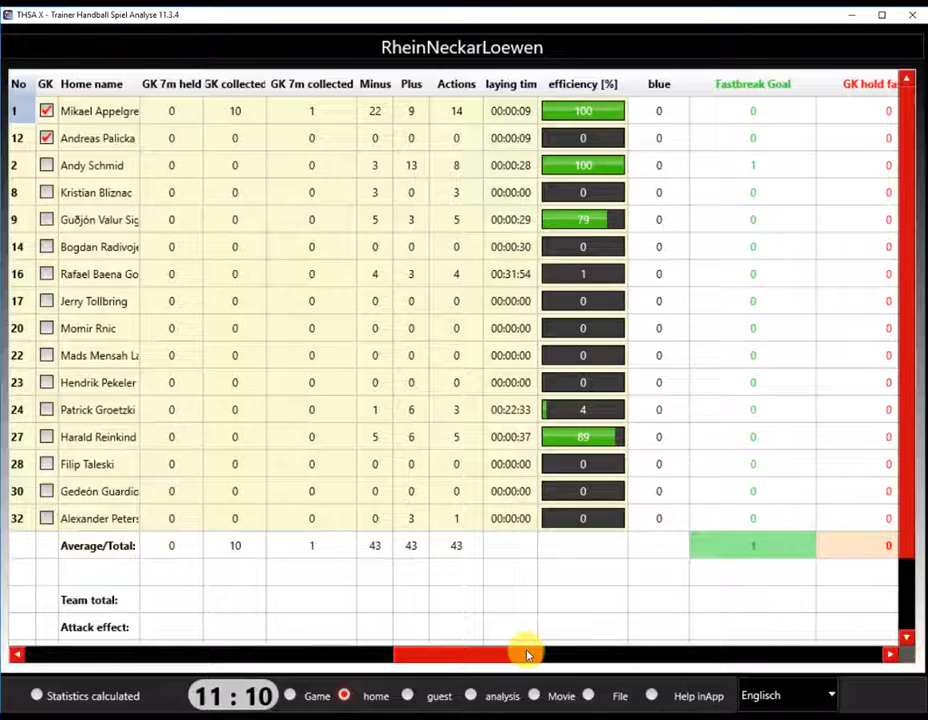 THSA X - Trainer Handball Spiel Analyse 11.3.4
RheinNeckarLoewen
No GK Home name GK 7m held GK collected GK 7m collected Minus Plus Actions laying tim efficiency [%] blue Fastbreak Goal GK hold fa
1 Mikael Appelgre 0 10 1 22 9 14 00:00:09 100 0 0 0
12 Andreas Palicka 0 0 0 0 0 0 00:00:09 0 0 0 0
2 Andy Schmid 0 0 0 3 13 8 00:00:28 100 0 1 0
8 Kristian Bliznac 0 0 0 3 0 3 00:00:00 0 0 0 0
9 Guðjón Valur Sig 0 0 0 5 3 5 00:00:29 79 0 0 0
14 Bogdan Radivoje 0 0 0 0 0 0 00:00:30 0 0 0 0
16 Rafael Baena Go 0 0 0 4 3 4 00:31:54 1 0 0 0
17 Jerry Tollbring 0 0 0 0 0 0 00:00:00 0 0 0 0
20 Momir Rnic 0 0 0 0 0 0 00:00:00 0 0 0 0
22 Mads Mensah La 0 0 0 0 0 0 00:00:00 0 0 0 0
23 Hendrik Pekeler 0 0 0 0 0 0 00:00:00 0 0 0 0
24 Patrick Groetzki 0 0 0 1 6 3 00:22:33 4 0 0 0
27 Harald Reinkind 0 0 0 5 6 5 00:00:37 89 0 0 0
28 Filip Taleski 0 0 0 0 0 0 00:00:00 0 0 0 0
30 Gedeón Guardio 0 0 0 0 0 0 00:00:00 0 0 0 0
32 Alexander Peters 0 0 0 0 3 1 00:00:00 0 0 0 0
Average/Total: 0 10 1 43 43 43 1 0
Team total:
Attack effect:
Statistics calculated 11:10 Game home guest analysis Movie File Help inApp Englisch